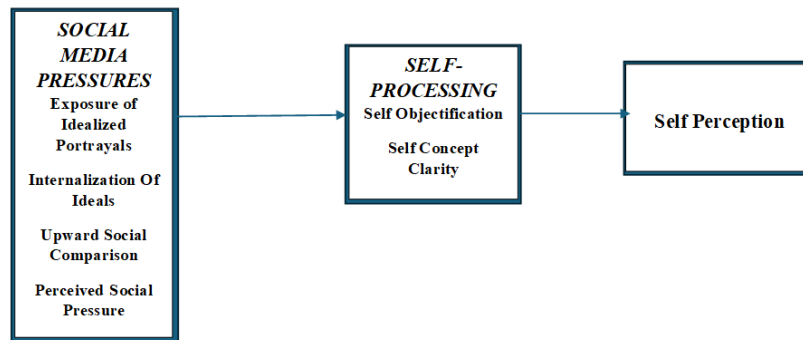 SOCIAL
MEDIA
PRESSURES
Exposure of
Idealized
Portrayals
Internalization Of
Ideals
Upward Social
Comparison
Perceived Social
Pressure
SELF-
PROCESSING
Self Objectification
Self Concept
Clarity
Self Perception